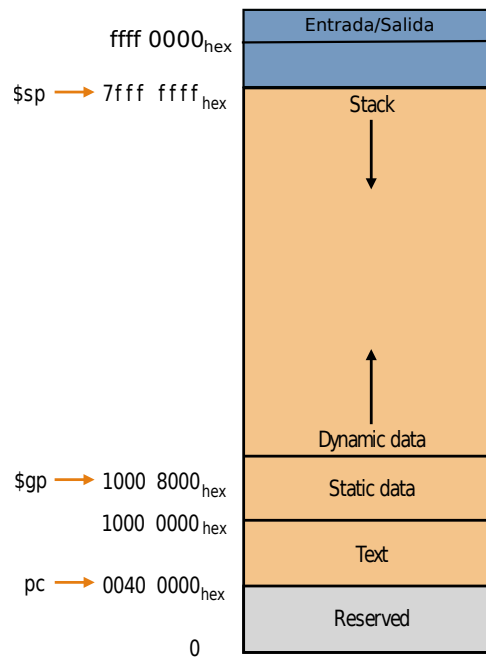 Entrada/Salida
ffff 0000hex
$sp 7fff ffffhex
Stack
Dynamic data
$gp 1000 8000hex
Static data
1000 0000hex
Text
pc 0040 0000hex
Reserved
0